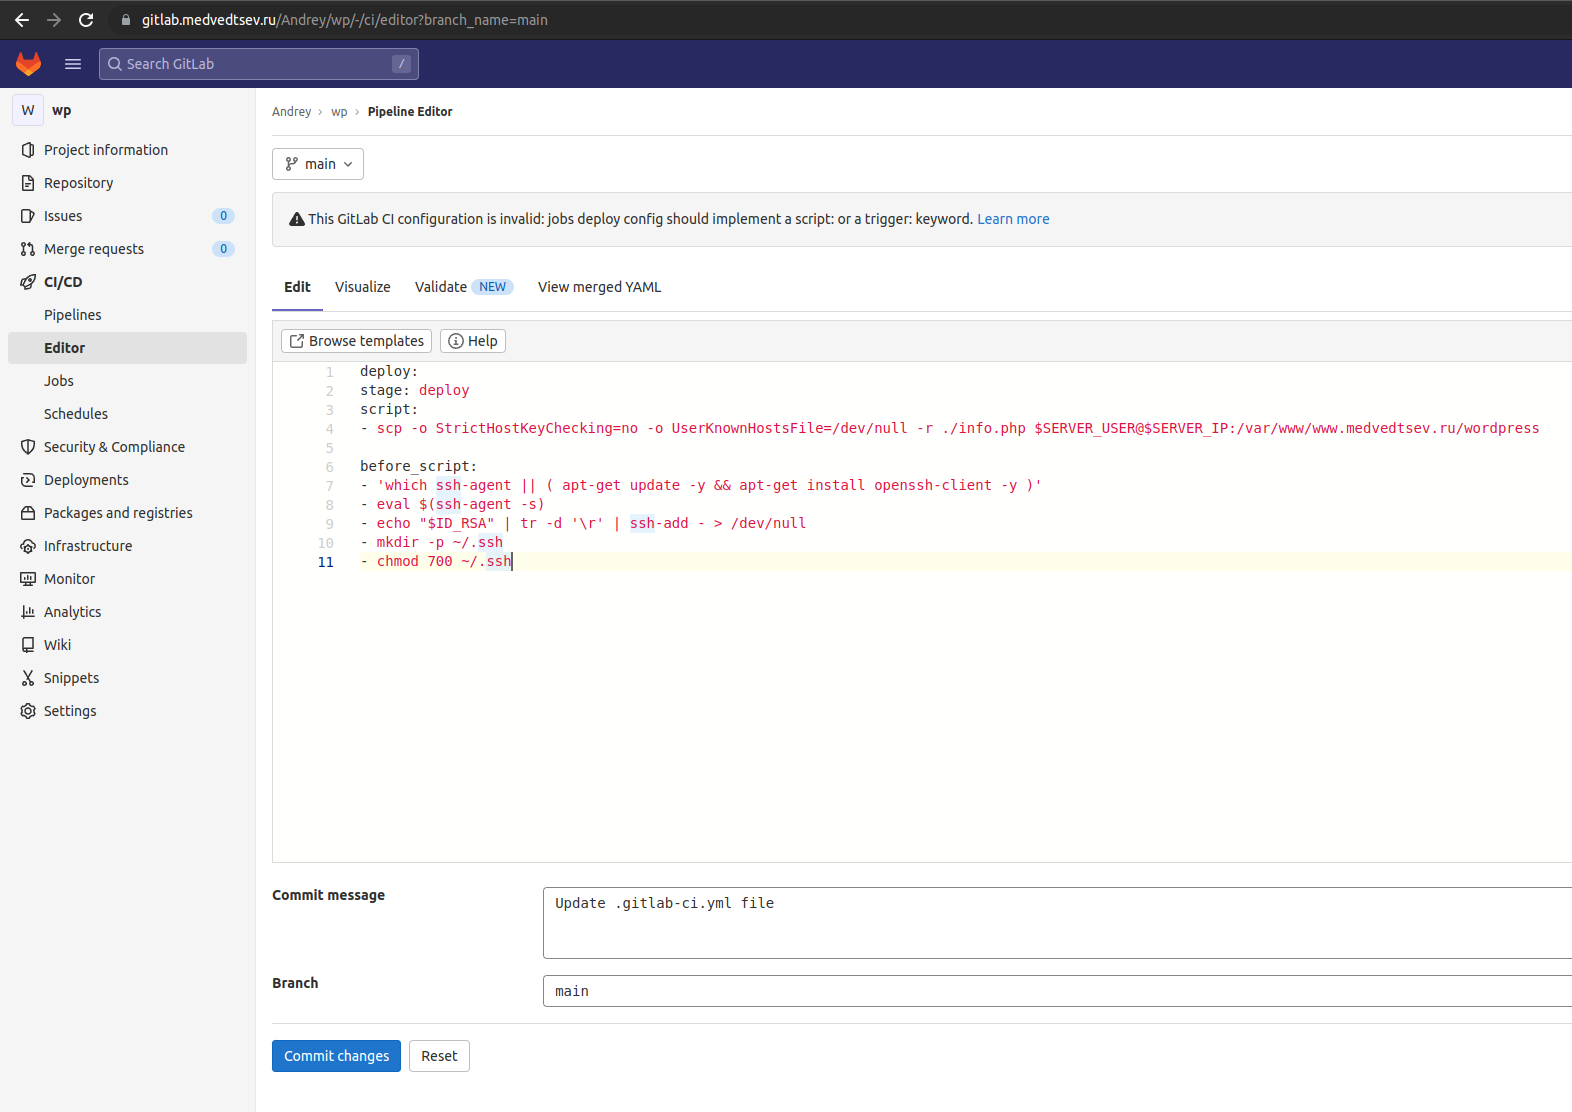 gitlab.medvedtsev.ru/Andrey/wp/-/ci/editor?branch_name=main
Search GitLab /
W wp
Project information
Repository
Issues 0
Merge requests 0
CI/CD
Pipelines
Editor
Jobs
Schedules
Security & Compliance
Deployments
Packages and registries
Infrastructure
Monitor
Analytics
Wiki
Snippets
Settings
Andrey › wp › Pipeline Editor
main
This GitLab CI configuration is invalid: jobs deploy config should implement a script: or a trigger: keyword. Learn more
Edit Visualize Validate NEW View merged YAML
Browse templates Help
1 deploy:
2 stage: deploy
3 script:
4 - scp -o StrictHostKeyChecking=no -o UserKnownHostsFile=/dev/null -r ./info.php $SERVER_USER@$SERVER_IP:/var/www/www.medvedtsev.ru/wordpress
5
6 before_script:
7 - 'which ssh-agent || ( apt-get update -y && apt-get install openssh-client -y )'
8 - eval $(ssh-agent -s)
9 - echo "$ID_RSA" | tr -d '\r' | ssh-add - > /dev/null
10 - mkdir -p ~/.ssh
11 - chmod 700 ~/.ssh
Commit message
Update .gitlab-ci.yml file
Branch
main
Commit changes Reset